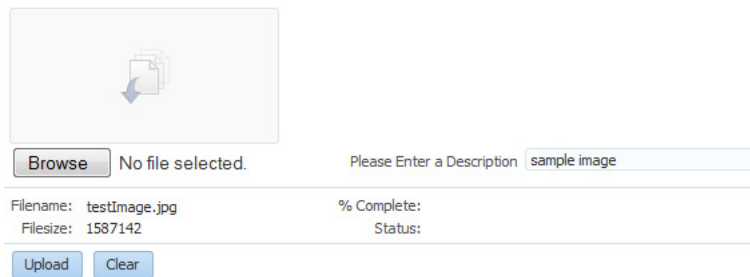 Browse No file selected. Please Enter a Description sample image
Filename: testImage.jpg % Complete:
Filesize: 1587142 Status:
Upload Clear